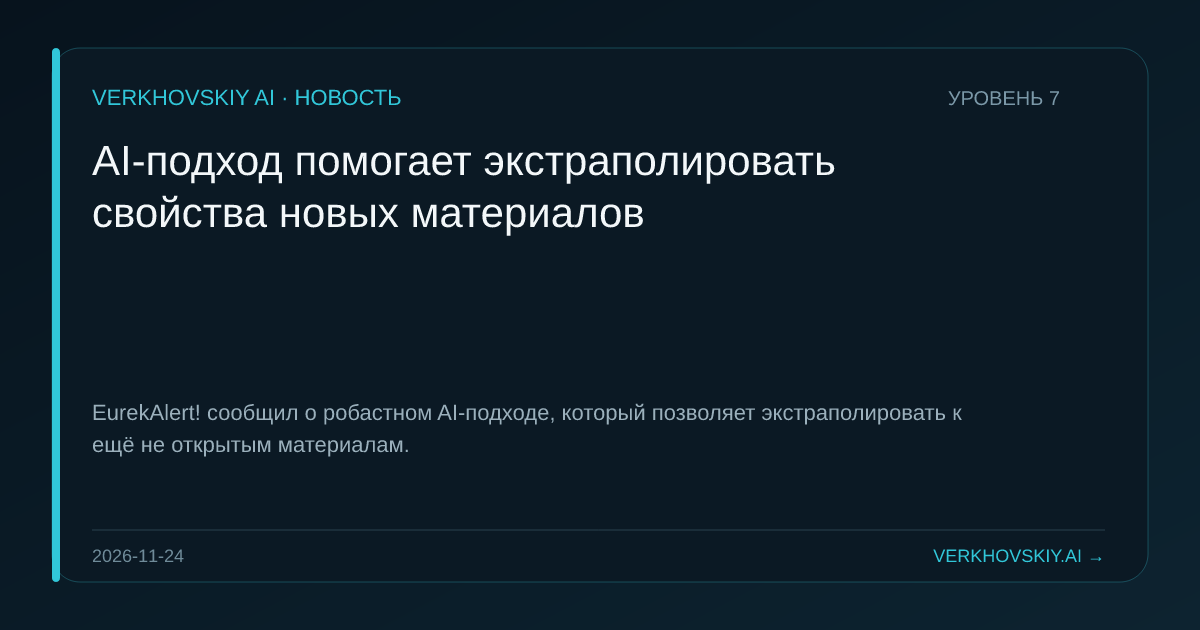 VERKHOVSKIY AI · НОВОСТЬ
УРОВЕНЬ 7
AI-подход помогает экстраполировать
свойства новых материалов
EurekAlert! сообщил о робастном AI-подходе, который позволяет экстраполировать к
ещё не открытым материалам.
2026-11-24
VERKHOVSKIY.AI →